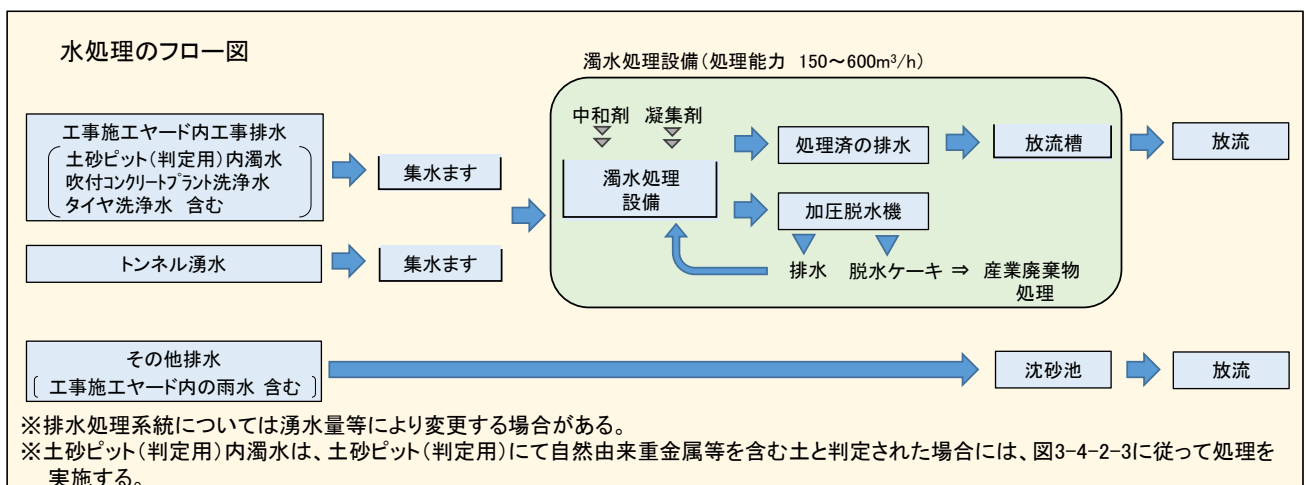 水処理のフロー図
濁水処理設備(処理能力 150~600m³/h)
中和剤 凝集剤
工事施工ヤード内工事排水
土砂ピット(判定用)内濁水
吹付コンクリートプラント洗浄水
タイヤ洗浄水 含む
集水ます
濁水処理
設備
処理済の排水
放流槽
放流
加圧脱水機
トンネル湧水
集水ます
排水 脱水ケーキ ⇒ 産業廃棄物
処理
その他排水
[ 工事施工ヤード内の雨水 含む ]
沈砂池
放流
※排水処理系統については湧水量等により変更する場合がある。
※土砂ピット(判定用)内濁水は、土砂ピット(判定用)にて自然由来重金属等を含む土と判定された場合には、図3-4-2-3に従って処理を
実施する。